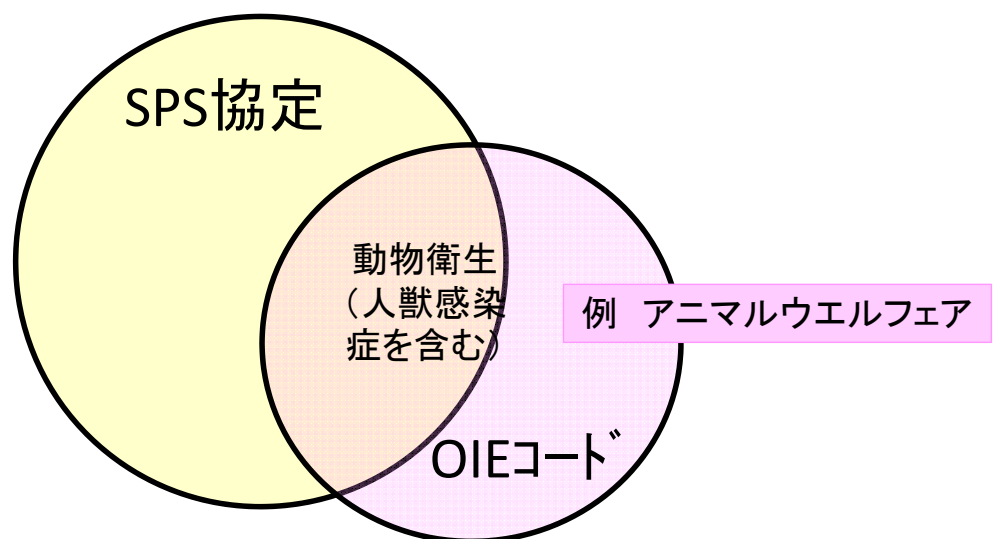 SPS協定
動物衛生
（人獣感染
症を含む）
例　アニマルウエルフェア
OIEコード